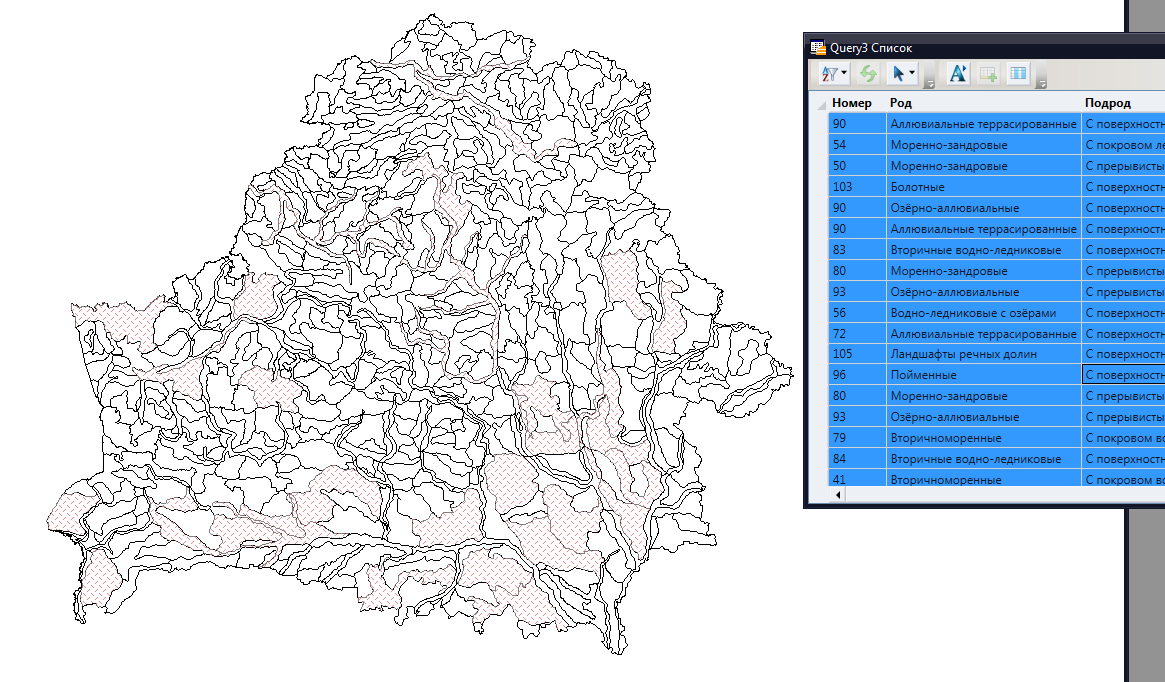 Query3 Список
Номер Род Подрод
90 Аллювиальные террасированные С поверхностн
54 Моренно-зандровые С покровом ле
50 Моренно-зандровые С прерывисты
103 Болотные С поверхностн
90 Озёрно-аллювиальные С поверхностн
90 Аллювиальные террасированные С поверхностн
83 Вторичные водно-ледниковые С поверхностн
80 Моренно-зандровые С прерывисты
93 Озёрно-аллювиальные С прерывисты
56 Водно-ледниковые с озёрами С поверхностн
72 Аллювиальные террасированные С поверхностн
105 Ландшафты речных долин С поверхностн
96 Пойменные С поверхностн
80 Моренно-зандровые С прерывисты
93 Озёрно-аллювиальные С прерывисты
79 Вторичноморенные С покровом во
84 Вторичные водно-ледниковые С поверхностн
41 Вторичноморенные С покровом во